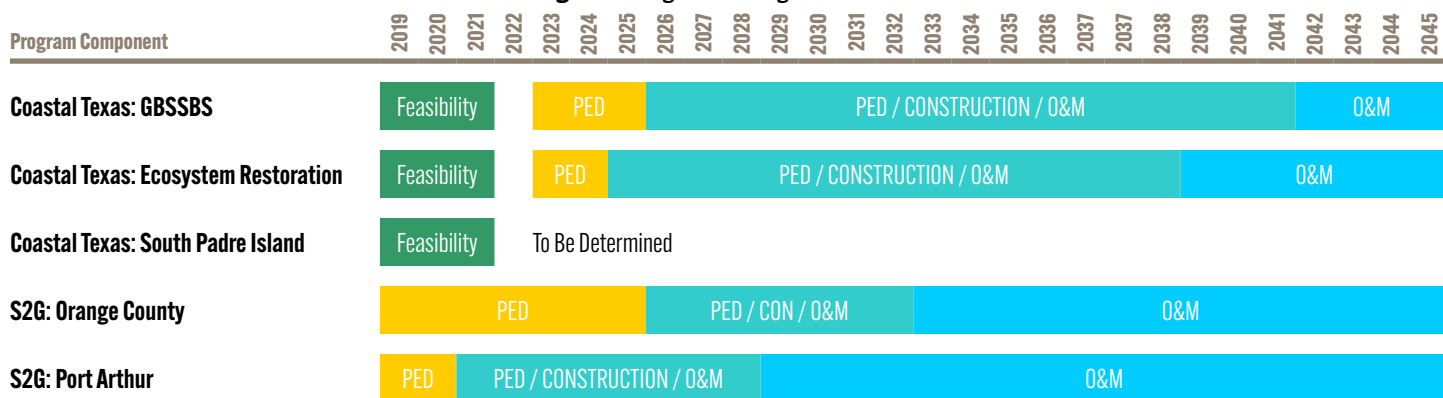 Program Component 2019 2020 2021 2022 2023 2024 2025 2026 2027 2028 2029 2030 2031 2032 2033 2034 2035 2036 2037 2037 2038 2039 2040 2041 2042 2043 2044 2045
Coastal Texas: GBSSBS Feasibility PED PED / CONSTRUCTION / O&M O&M
Coastal Texas: Ecosystem Restoration Feasibility PED PED / CONSTRUCTION / O&M O&M
Coastal Texas: South Padre Island Feasibility To Be Determined
S2G: Orange County PED PED / CON / O&M O&M
S2G: Port Arthur PED PED / CONSTRUCTION / O&M O&M